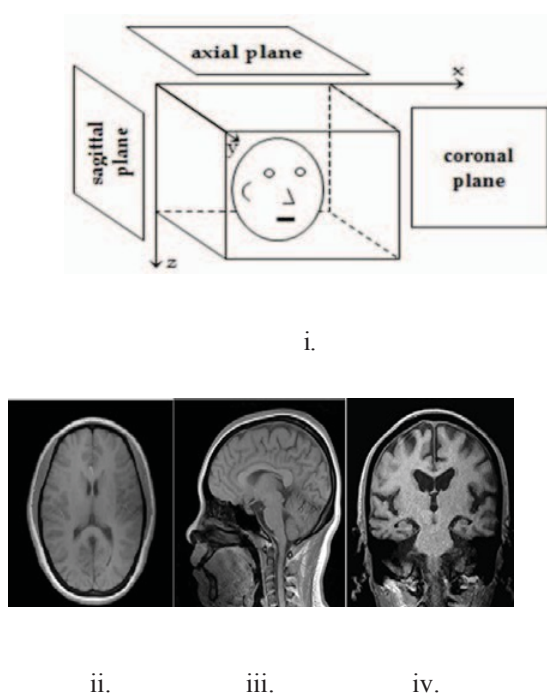 axial plane
x
sagittal
plane
coronal
plane
z
i.
ii. iii. iv.